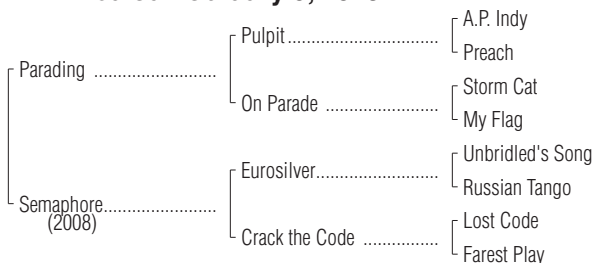 A.P. Indy
Pulpit
Preach
Parading
Storm Cat
On Parade
My Flag
Unbridled's Song
Eurosilver
Russian Tango
Semaphore
(2008)
Lost Code
Crack the Code
Farest Play